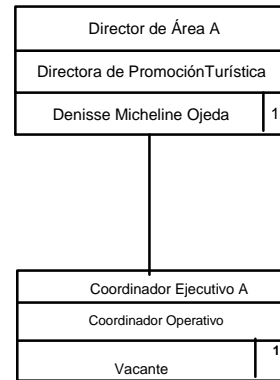 Director de Área A
Directora de PromociónTurística
Denisse Micheline Ojeda 1
Coordinador Ejecutivo A
Coordinador Operativo
Vacante 1